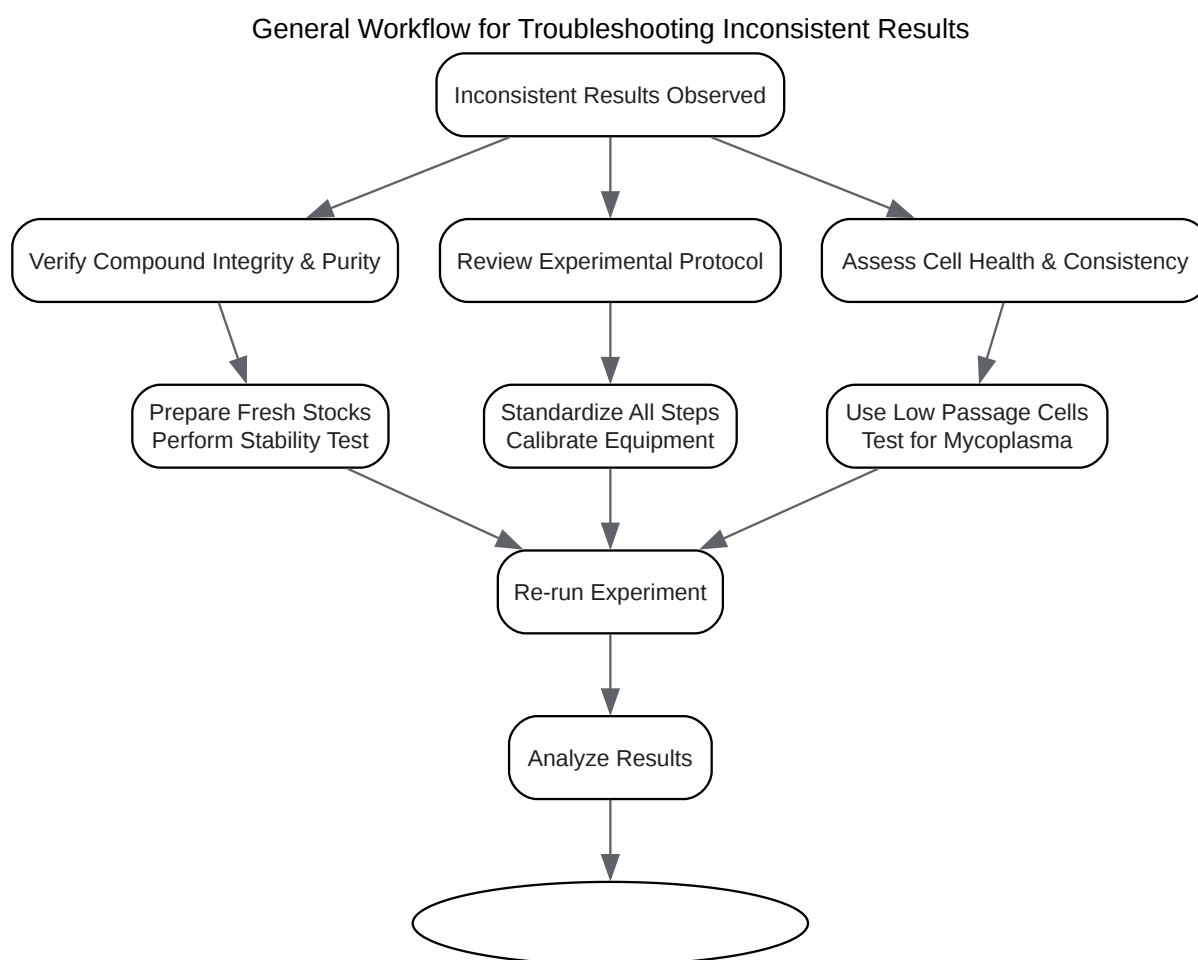 General Workflow for Troubleshooting Inconsistent Results
Inconsistent Results Observed
Verify Compound Integrity & Purity
Review Experimental Protocol
Assess Cell Health & Consistency
Prepare Fresh Stocks
Perform Stability Test
Standardize All Steps
Calibrate Equipment
Use Low Passage Cells
Test for Mycoplasma
Re-run Experiment
Analyze Results